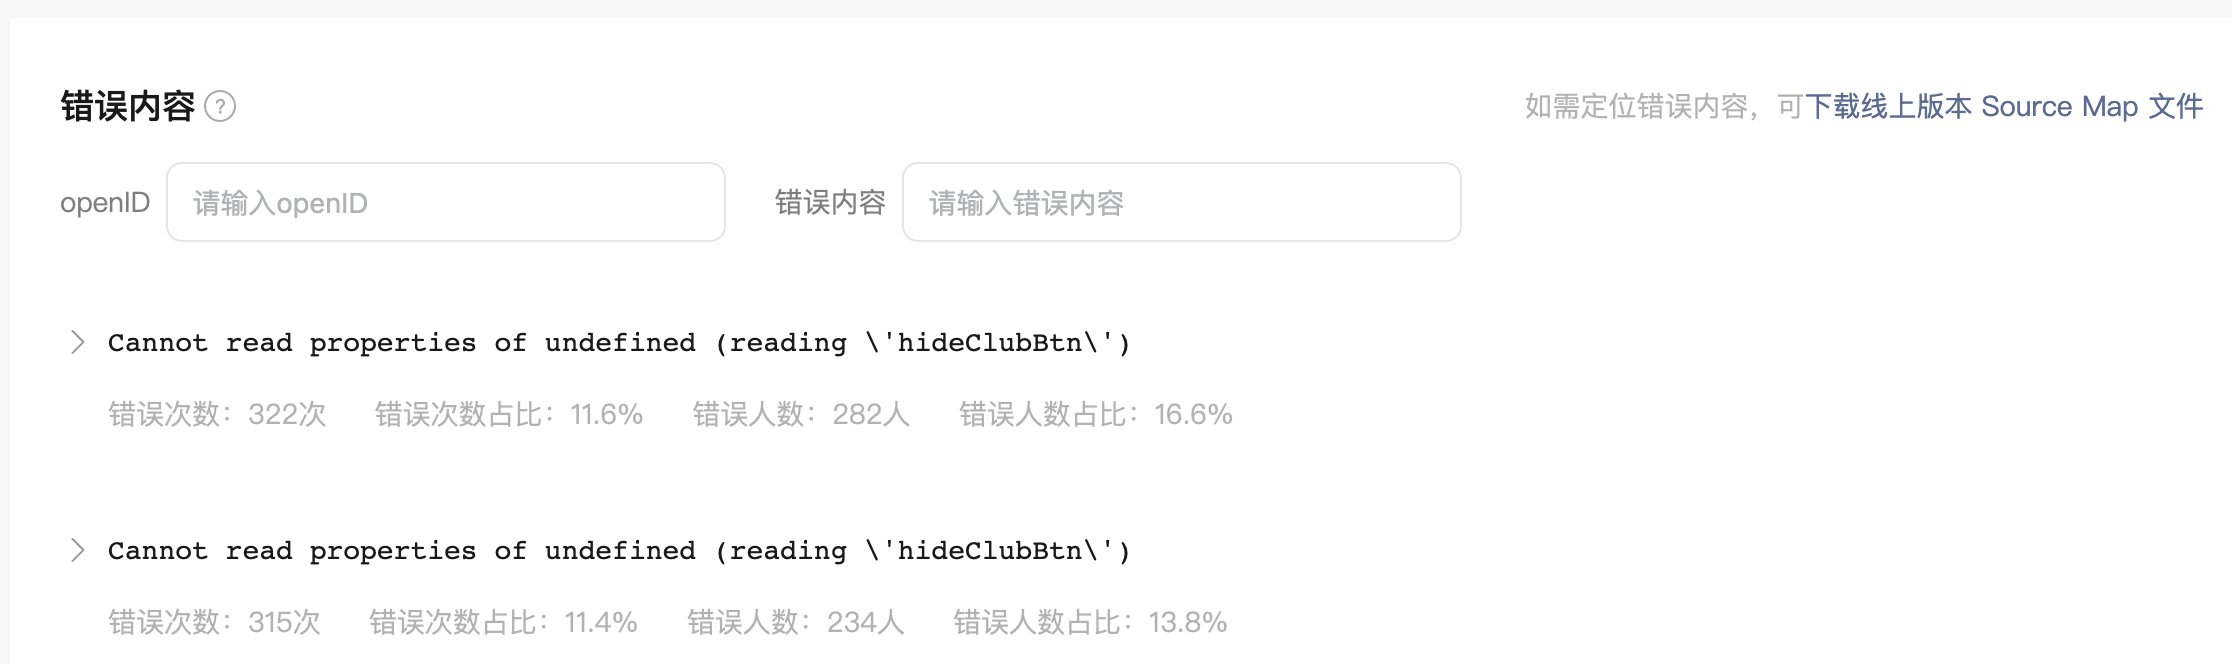 错误内容 ? 如需定位错误内容，可下载线上版本 Source Map 文件
openID 请输入openID 错误内容 请输入错误内容
Cannot read properties of undefined (reading \'hideClubBtn\')
错误次数：322次 错误次数占比：11.6% 错误人数：282人 错误人数占比：16.6%
Cannot read properties of undefined (reading \'hideClubBtn\')
错误次数：315次 错误次数占比：11.4% 错误人数：234人 错误人数占比：13.8%